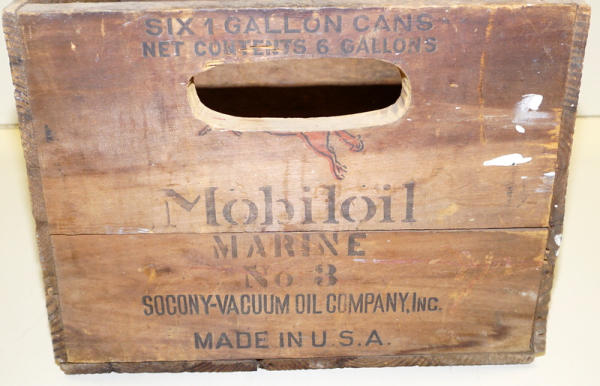 SIX 1 GALLON CANS
NET CONTENTS 6 GALLONS
Mobiloil
MARINE
No 3
SOCONY-VACUUM OIL COMPANY, INC.
MADE IN U.S.A.